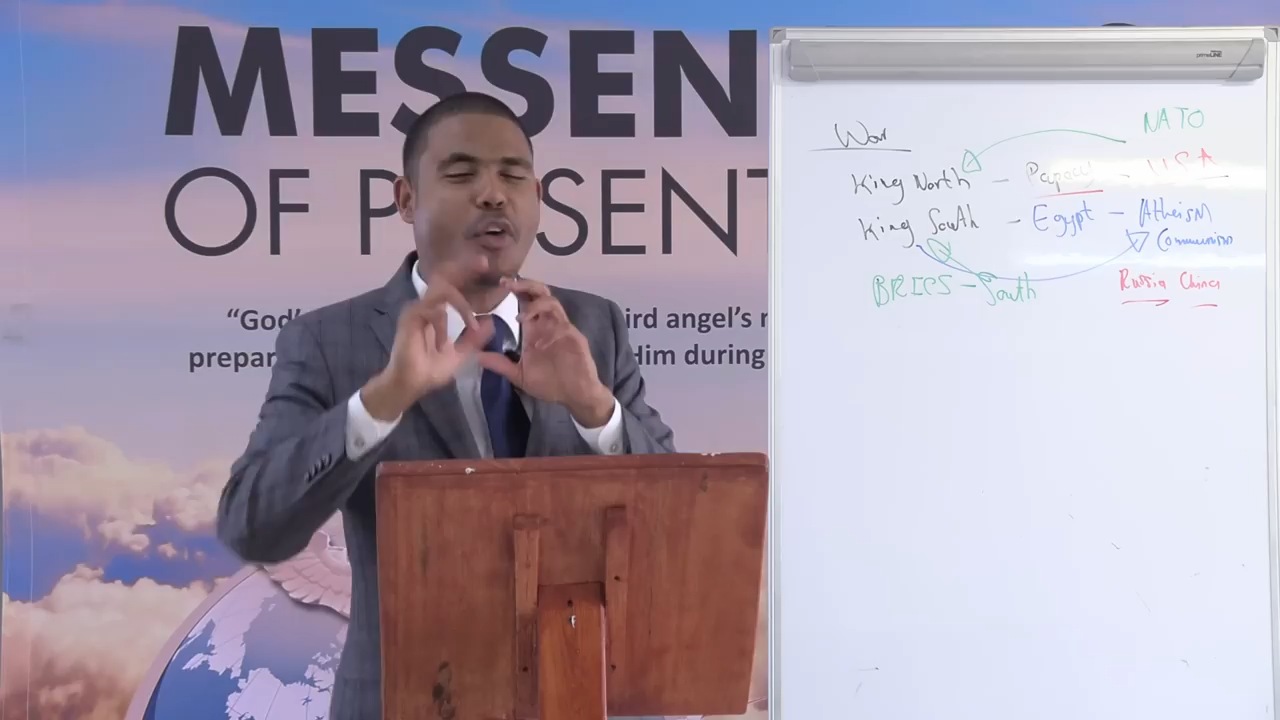 MESSEN
OF P SENT
“God’ ird angel’s
prepar Him during
War
NATO
King North – Papacy – USA
King South – Egypt – Atheism
Communism
BRICS – South
Russia China